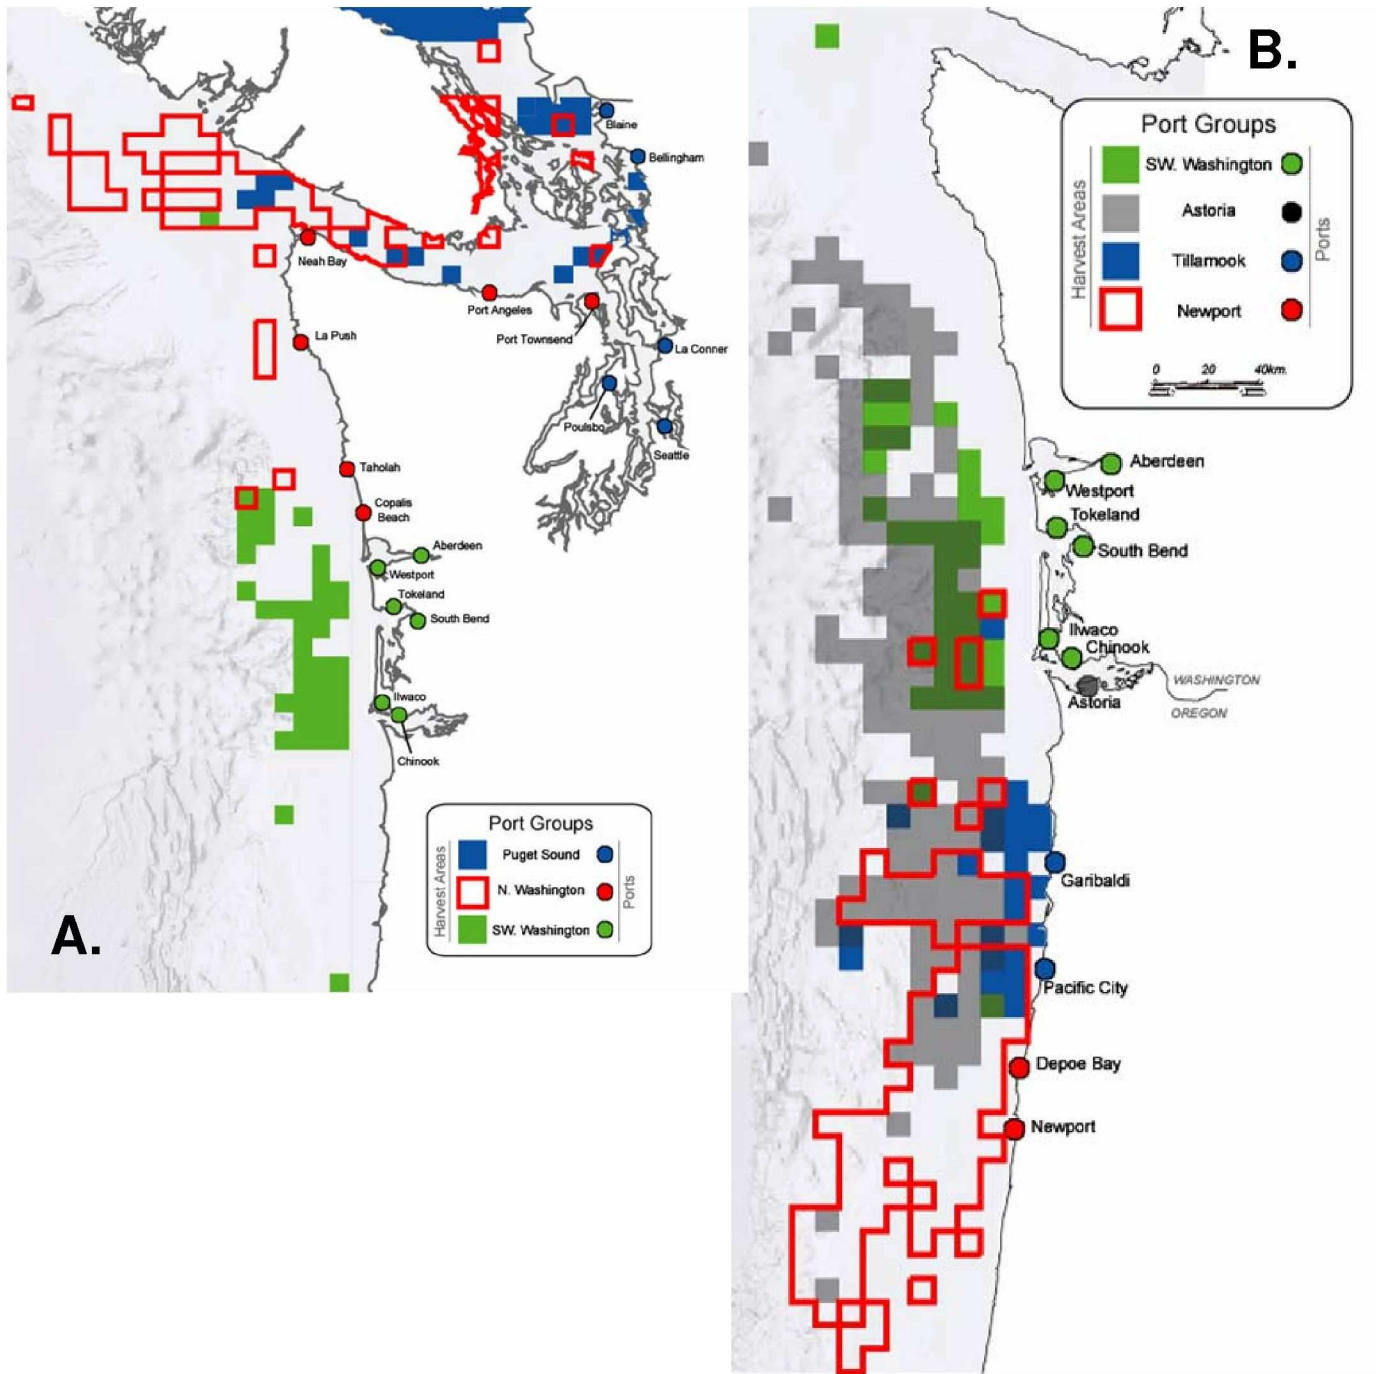 Blaine
Bellingham
Neah Bay
Port Angeles
Port Townsend
La Push
La Conner
Poulsbo
Seattle
Taholah
Copalis
Beach
Aberdeen
Westport
Tokeland
South Bend
Ilwaco
Chinook
Port Groups
Harvest Areas
Puget Sound
N. Washington
SW. Washington
Ports
A.
B.
Port Groups
Harvest Areas
SW. Washington
Astoria
Tillamook
Newport
Ports
0 20 40km.
Aberdeen
Westport
Tokeland
South Bend
Ilwaco
Chinook
WASHINGTON
Astoria
OREGON
Garibaldi
Pacific City
Depoe Bay
Newport